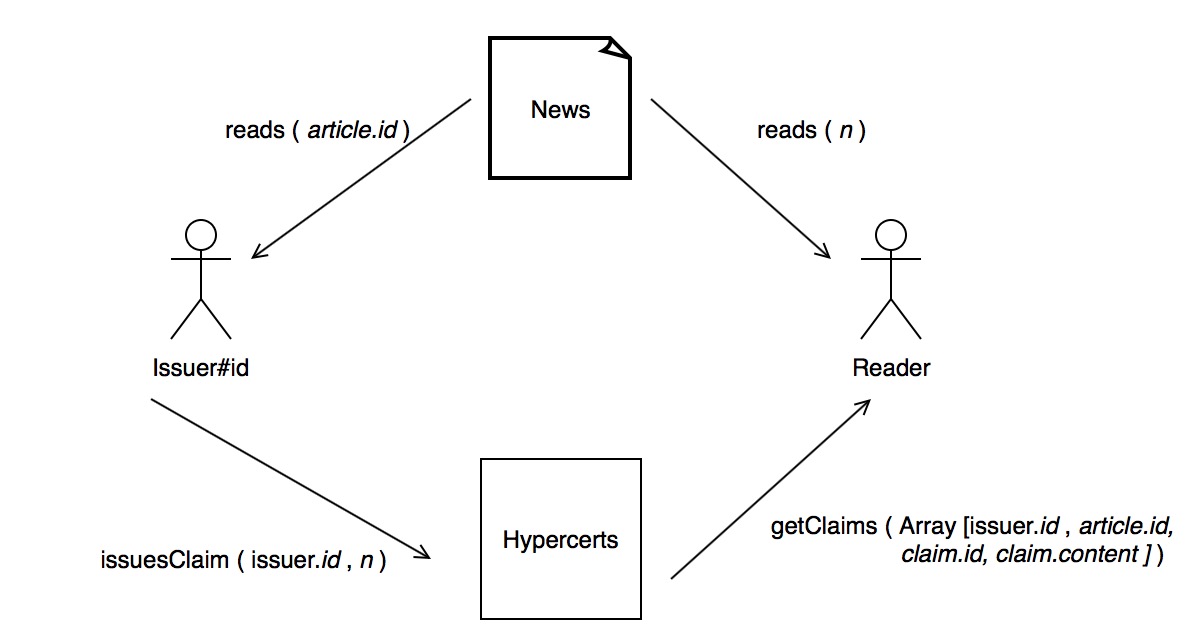 News
reads ( article.id )
reads ( n )
Issuer#id
Reader
Hypercerts
issuesClaim ( issuer.id , n )
getClaims ( Array [issuer.id , article.id,
claim.id, claim.content ] )